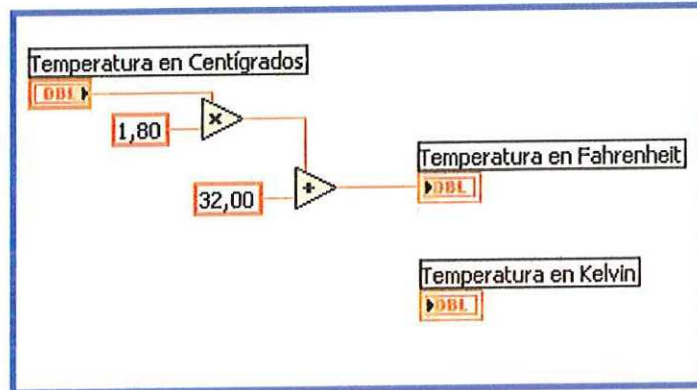 Temperatura en Centígrados
DBL
1,80
×
Temperatura en Fahrenheit
32,00
+
DBL
Temperatura en Kelvin
DBL